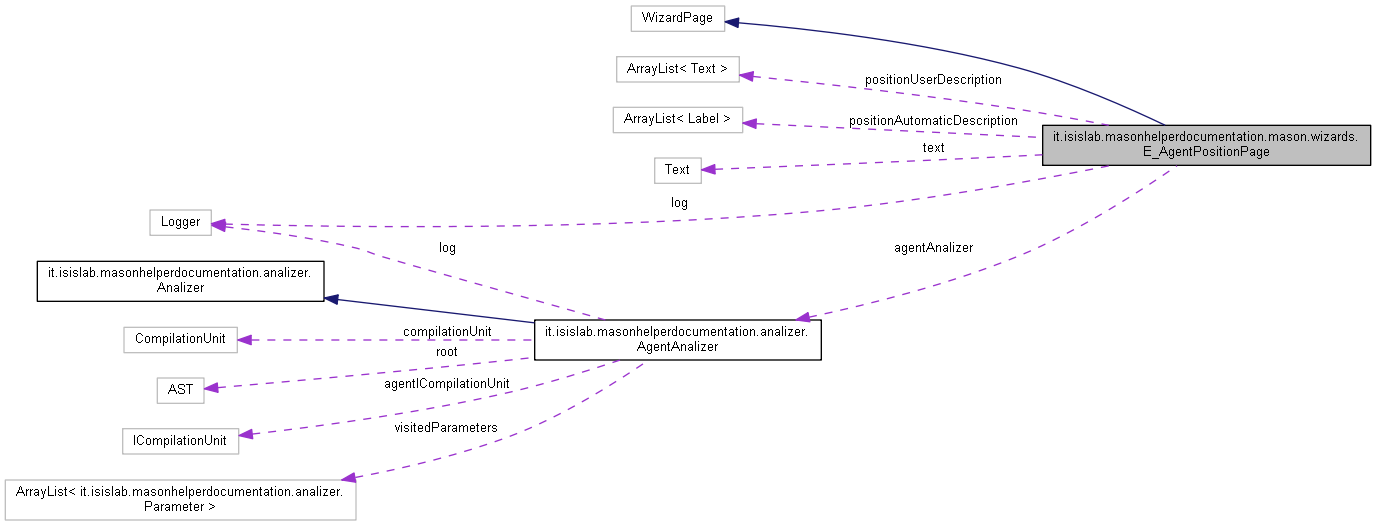 WizardPage
ArrayList< Text >
positionUserDescription
ArrayList< Label >
positionAutomaticDescription
it.isislab.masonhelperdocumentation.mason.wizards.
E_AgentPositionPage
text
Text
log
Logger
log
agentAnalizer
it.isislab.masonhelperdocumentation.analizer.
Analizer
compilationUnit
it.isislab.masonhelperdocumentation.analizer.
AgentAnalizer
CompilationUnit
root
AST
agentICompilationUnit
visitedParameters
ICompilationUnit
ArrayList< it.isislab.masonhelperdocumentation.analizer.
Parameter >